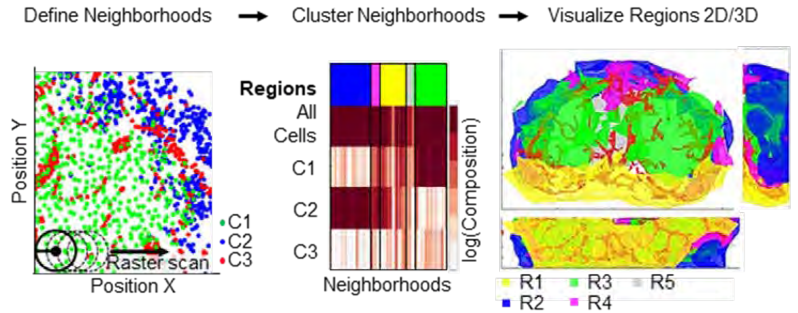 Define Neighborhoods
Cluster Neighborhoods
Visualize Regions 2D/3D
Position Y
Raster scan
Position X
C1
C2
C3
Regions
All
Cells
C1
C2
C3
Neighborhoods
log(Composition)
R1
R3
R5
R2
R4